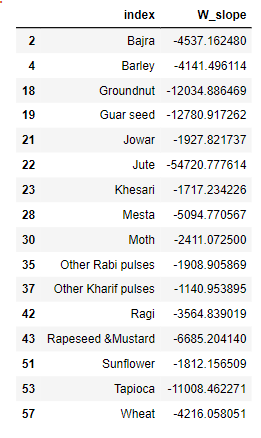 index W_slope
2 Bajra -4537.162480
4 Barley -4141.496114
18 Groundnut -12034.886469
19 Guar seed -12780.917262
21 Jowar -1927.821737
22 Jute -54720.777614
23 Khesari -1717.234226
28 Mesta -5094.770567
30 Moth -2411.072500
35 Other Rabi pulses -1908.905869
37 Other Kharif pulses -1140.953895
42 Ragi -3564.839019
43 Rapeseed &Mustard -6685.204140
51 Sunflower -1812.156509
53 Tapioca -11008.462271
57 Wheat -4216.058051